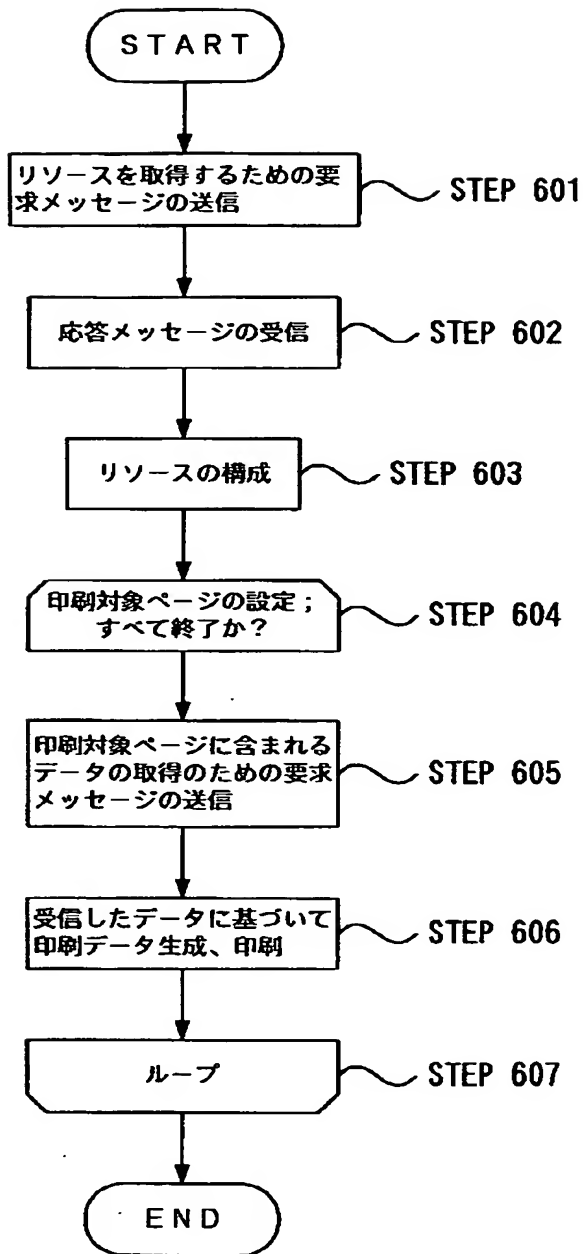 START
リソースを取得するための要
求メッセージの送信
STEP 601
応答メッセージの受信
STEP 602
リソースの構成
STEP 603
印刷対象ページの設定；
すべて終了か？
STEP 604
印刷対象ページに含まれる
データの取得のための要求
メッセージの送信
STEP 605
受信したデータに基づいて
印刷データ生成、印刷
STEP 606
ループ
STEP 607
END